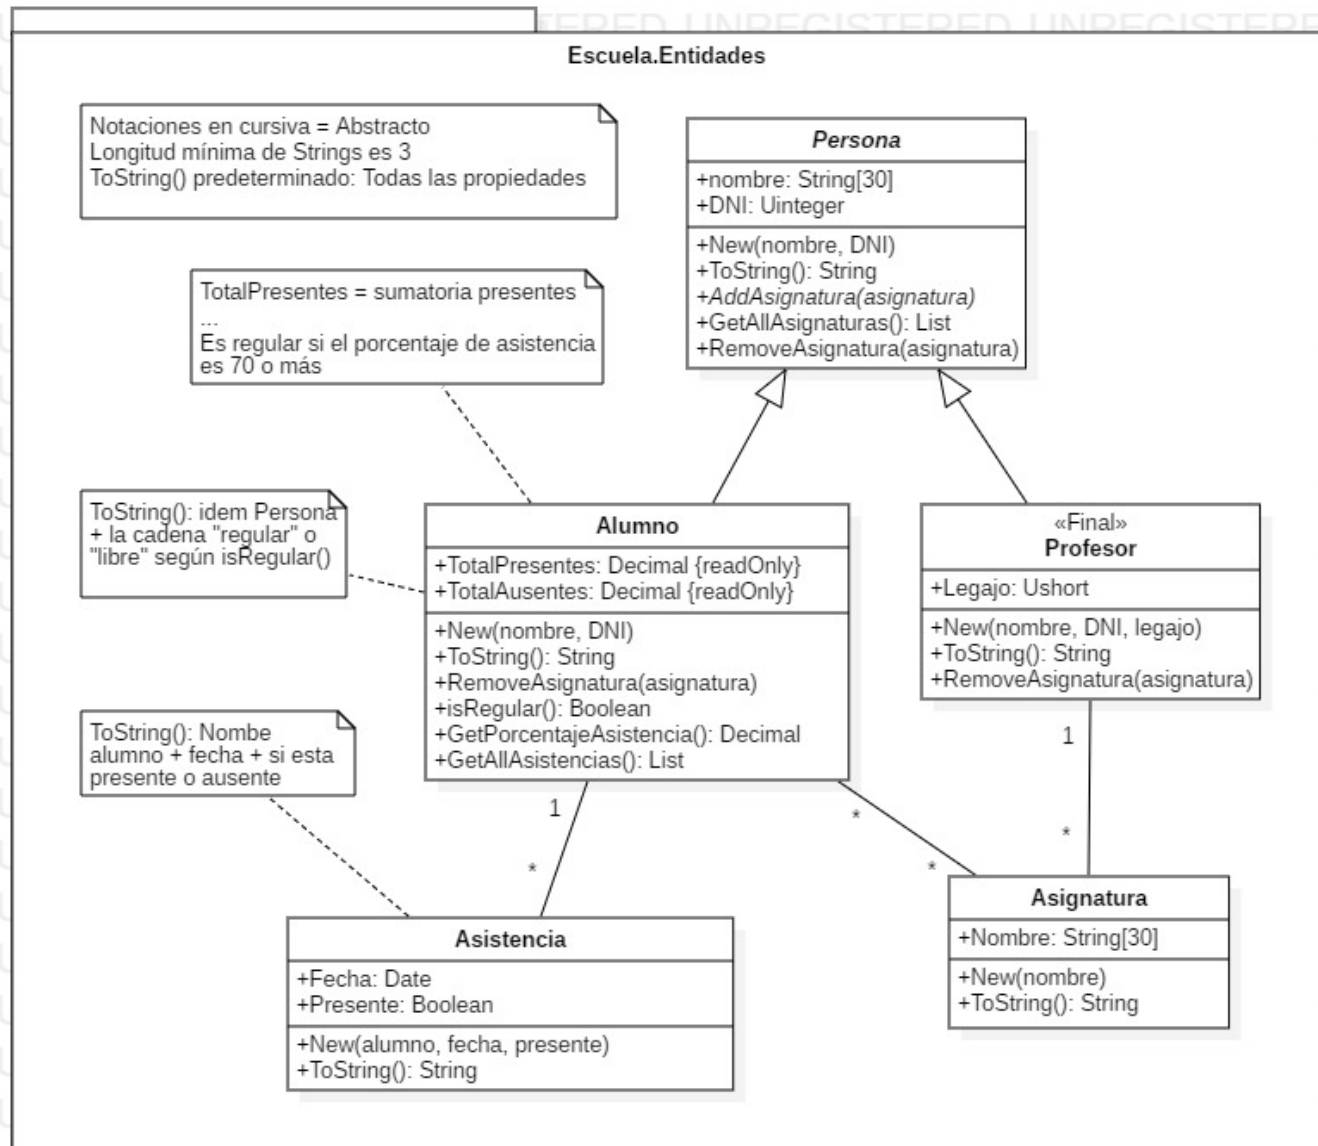 TERED UNREGISTERED UNREGISTERE
Escuela.Entidades
Notaciones en cursiva = Abstracto
Longitud mínima de Strings es 3
ToString() predeterminado: Todas las propiedades
Persona
+nombre: String[30]
+DNI: Uinteger
+New(nombre, DNI)
+ToString(): String
+AddAsignatura(asignatura)
+GetAllAsignaturas(): List
+RemoveAsignatura(asignatura)
TotalPresentes = sumatoria presentes
...
Es regular si el porcentaje de asistencia
es 70 o más
ToString(): idem Persona
+ la cadena "regular" o
"libre" según isRegular()
Alumno
+TotalPresentes: Decimal {readOnly}
+TotalAusentes: Decimal {readOnly}
+New(nombre, DNI)
+ToString(): String
+RemoveAsignatura(asignatura)
+isRegular(): Boolean
+GetPorcentajeAsistencia(): Decimal
+GetAllAsistencias(): List
«Final»
Profesor
+Legajo: Ushort
+New(nombre, DNI, legajo)
+ToString(): String
+RemoveAsignatura(asignatura)
ToString(): Nombe
alumno + fecha + si esta
presente o ausente
1
*
*
*
1
*
Asistencia
+Fecha: Date
+Presente: Boolean
+New(alumno, fecha, presente)
+ToString(): String
Asignatura
+Nombre: String[30]
+New(nombre)
+ToString(): String